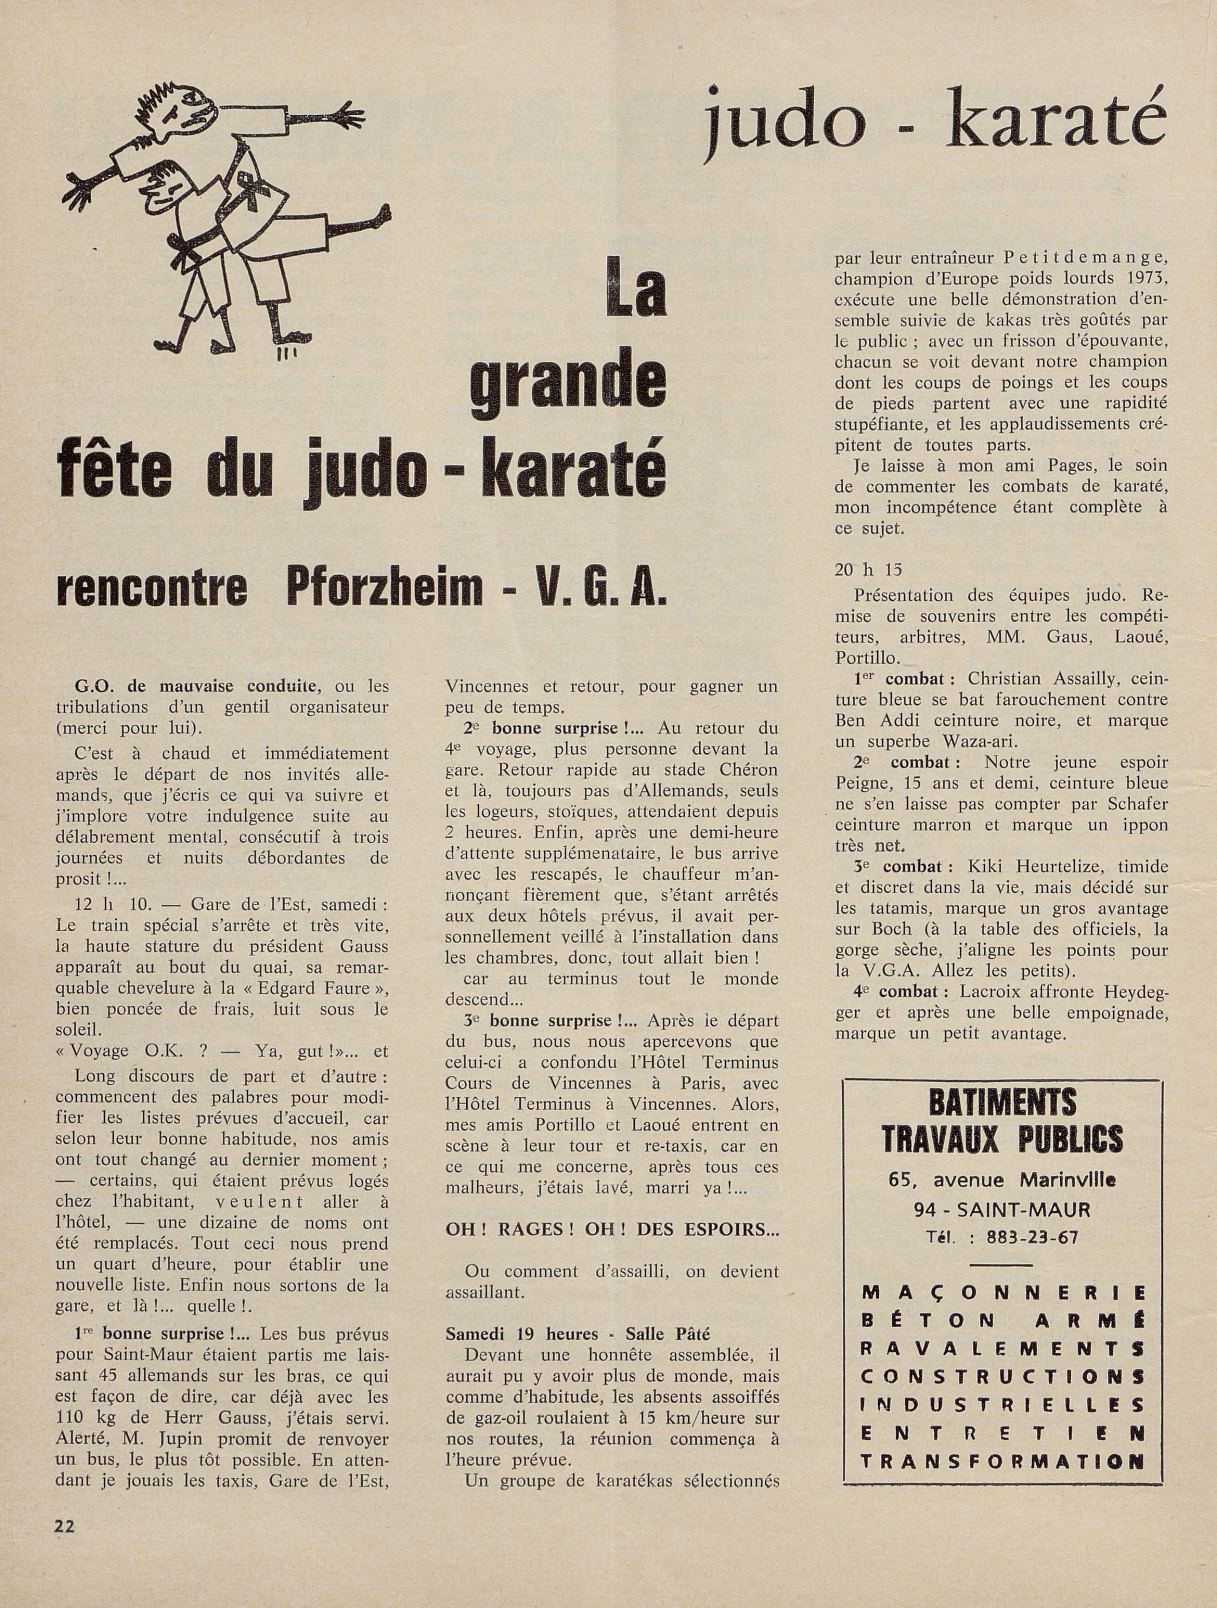 judo - karaté
La
grande
fête du judo - karaté
rencontre Pforzheim - V. G. A.
G.O. de mauvaise conduite, ou les
tribulations d'un gentil organisateur
(merci pour lui).
C'est à chaud et immédiatement
après le départ de nos invités alle-
mands, que j'écris ce qui va suivre et
j'implore votre indulgence suite au
délabrement mental, consécutif à trois
journées et nuits débordantes de
prosit !...
12 h 10. — Gare de l'Est, samedi :
Le train spécial s'arrête et très vite,
la haute stature du président Gauss
apparaît au bout du quai, sa remar-
quable chevelure à la « Edgard Faure »,
bien poncée de frais, luit sous le
soleil.
« Voyage O.K. ? — Ya, gut !»... et
Long discours de part et d'autre :
commencent des palabres pour modi-
fier les listes prévues d'accueil, car
selon leur bonne habitude, nos amis
ont tout changé au dernier moment ;
— certains, qui étaient prévus logés
chez l'habitant, veulent aller à
l'hôtel, — une dizaine de noms ont
été remplacés. Tout ceci nous prend
un quart d'heure, pour établir une
nouvelle liste. Enfin nous sortons de la
gare, et là !... quelle !.
1re bonne surprise !... Les bus prévus
pour Saint-Maur étaient partis me lais-
sant 45 allemands sur les bras, ce qui
est façon de dire, car déjà avec les
110 kg de Herr Gauss, j'étais servi.
Alerté, M. Jupin promit de renvoyer
un bus, le plus tôt possible. En atten-
dant je jouais les taxis, Gare de l'Est,
Vincennes et retour, pour gagner un
peu de temps.
2e bonne surprise !... Au retour du
4e voyage, plus personne devant la
gare. Retour rapide au stade Chéron
et là, toujours pas d'Allemands, seuls
les logeurs, stoïques, attendaient depuis
2 heures. Enfin, après une demi-heure
d'attente supplémenataire, le bus arrive
avec les rescapés, le chauffeur m'an-
nonçant fièrement que, s'étant arrêtés
aux deux hôtels prévus, il avait per-
sonnellement veillé à l'installation dans
les chambres, donc, tout allait bien !
car au terminus tout le monde
descend...
3e bonne surprise !... Après le départ
du bus, nous nous apercevons que
celui-ci a confondu l'Hôtel Terminus
Cours de Vincennes à Paris, avec
l'Hôtel Terminus à Vincennes. Alors,
mes amis Portillo et Laoué entrent en
scène à leur tour et re-taxis, car en
ce qui me concerne, après tous ces
malheurs, j'étais lavé, marri ya !...
OH ! RAGES ! OH ! DES ESPOIRS...
Ou comment d'assailli, on devient
assaillant.
Samedi 19 heures - Salle Pâté
Devant une honnête assemblée, il
aurait pu y avoir plus de monde, mais
comme d'habitude, les absents assoiffés
de gaz-oil roulaient à 15 km/heure sur
nos routes, la réunion commença à
l'heure prévue.
Un groupe de karatékas sélectionnés
par leur entraîneur Petitdemange,
champion d'Europe poids lourds 1973,
exécute une belle démonstration d'en-
semble suivie de kakas très goûtés par
le public ; avec un frisson d'épouvante,
chacun se voit devant notre champion
dont les coups de poings et les coups
de pieds partent avec une rapidité
stupéfiante, et les applaudissements cré-
pitent de toutes parts.
Je laisse à mon ami Pages, le soin
de commenter les combats de karaté,
mon incompétence étant complète à
ce sujet.
20 h 15
Présentation des équipes judo. Re-
mise de souvenirs entre les compéti-
teurs, arbitres, MM. Gaus, Laoué,
Portillo.
1er combat : Christian Assailly, cein-
ture bleue se bat farouchement contre
Ben Addi ceinture noire, et marque
un superbe Waza-ari.
2e combat : Notre jeune espoir
Peigne, 15 ans et demi, ceinture bleue
ne s'en laisse pas compter par Schafer
ceinture marron et marque un ippon
très net.
3e combat : Kiki Heurtelize, timide
et discret dans la vie, mais décidé sur
les tatamis, marque un gros avantage
sur Boch (à la table des officiels, la
gorge sèche, j'aligne les points pour
la V.G.A. Allez les petits).
4e combat : Lacroix affronte Heydeg-
ger et après une belle empoignade,
marque un petit avantage.
BATIMENTS
TRAVAUX PUBLICS
65, avenue Marinville
94 - SAINT-MAUR
Tél. : 883-23-67
MAÇONNERIE
BÉTON ARMÉ
RAVALEMENTS
CONSTRUCTIONS
INDUSTRIELLES
ENTRETIEN
TRANSFORMATION
22